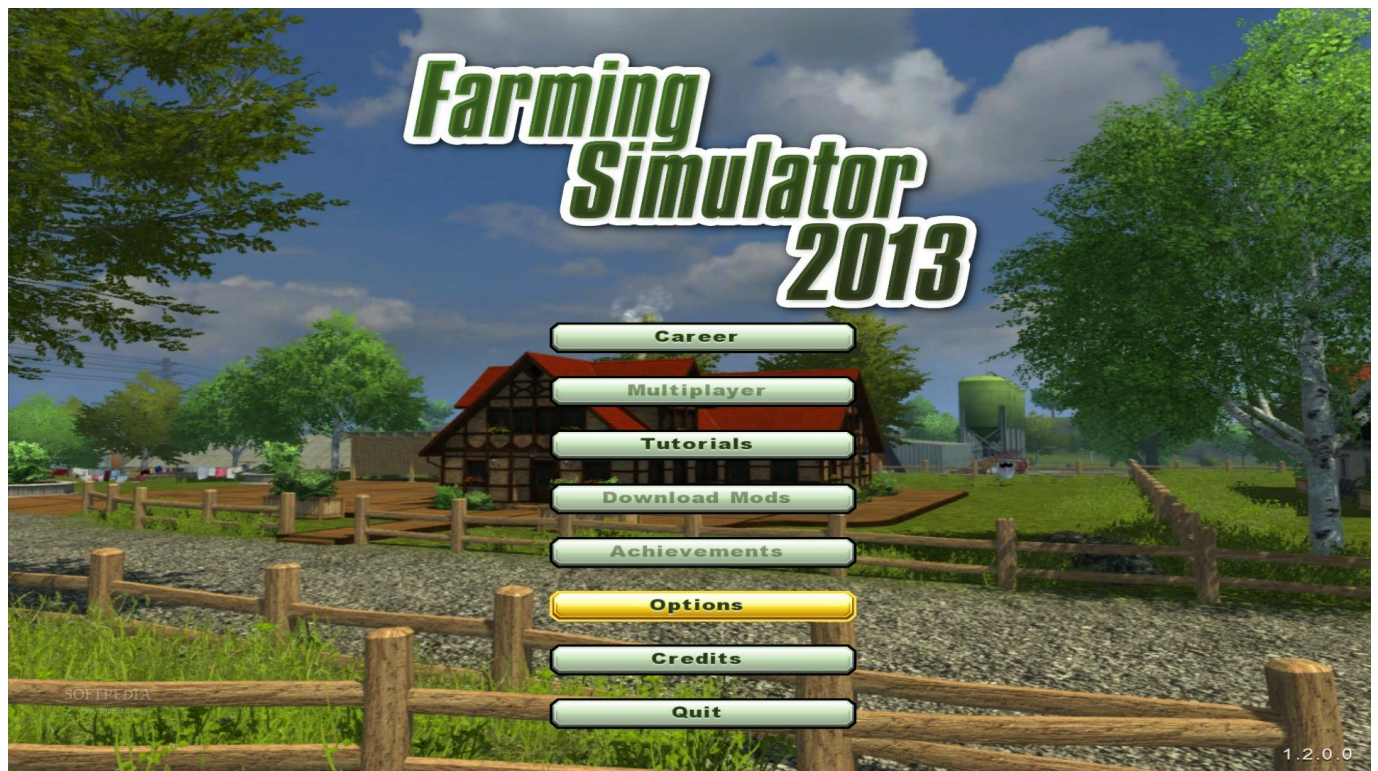 Farming
Simulator
2013
Career
Multiplayer
Tutorials
Download Mods
Achievements
Options
Credits
Quit
SOFTPEDIA
1.2.0.0